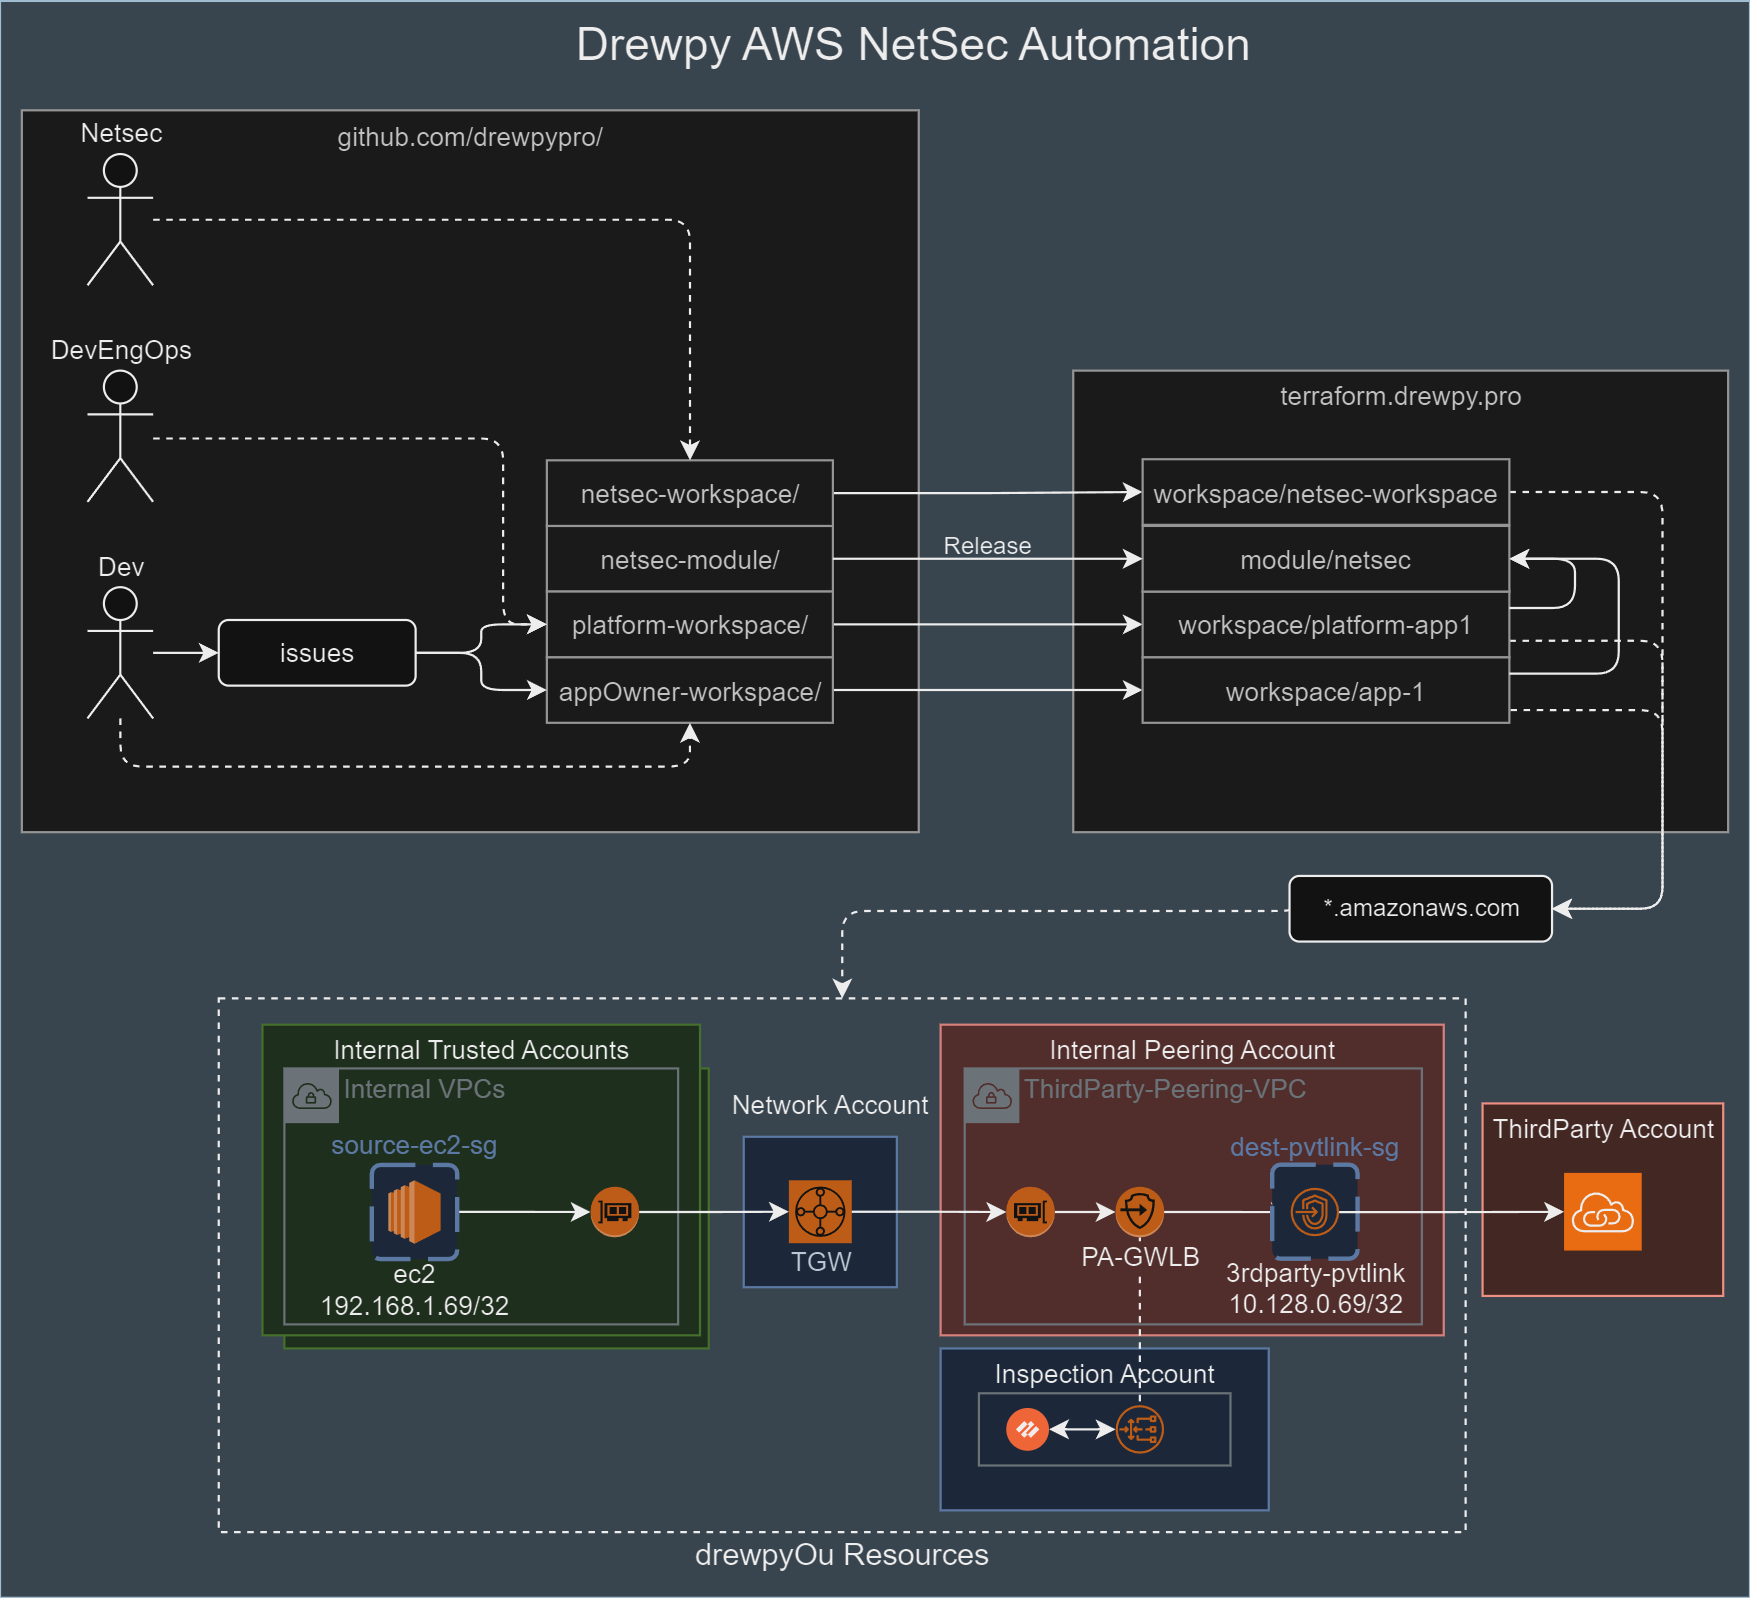 Drewpy AWS NetSec Automation
github.com/drewpypro/
Netsec
DevEngOps
Dev
issues
netsec-workspace/
netsec-module/
platform-workspace/
appOwner-workspace/
Release
terraform.drewpy.pro
workspace/netsec-workspace
module/netsec
workspace/platform-app1
workspace/app-1
*.amazonaws.com
Internal Trusted Accounts
Internal VPCs
source-ec2-sg
ec2
192.168.1.69/32
Network Account
TGW
Internal Peering Account
ThirdParty-Peering-VPC
dest-pvtlink-sg
PA-GWLB
3rdparty-pvtlink
10.128.0.69/32
ThirdParty Account
Inspection Account
drewpyOu Resources